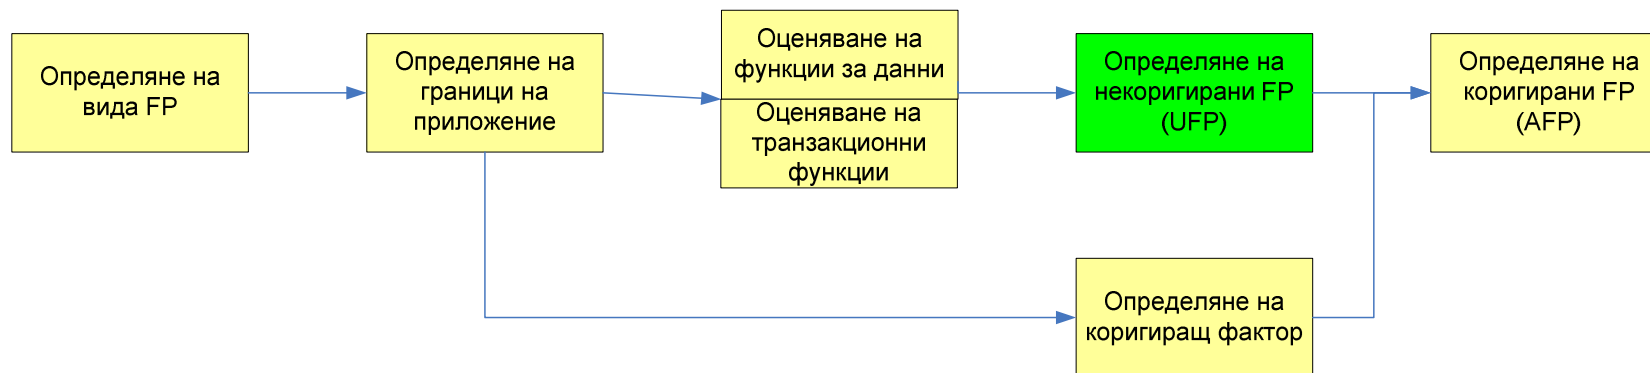 Определяне на
вида FP
Определяне на
граници на
приложение
Оценяване на
функции за данни
Оценяване на
транзакционни
функции
Определяне на
некоригирани FP
(UFP)
Определяне на
коригирани FP
(AFP)
Определяне на
коригиращ фактор